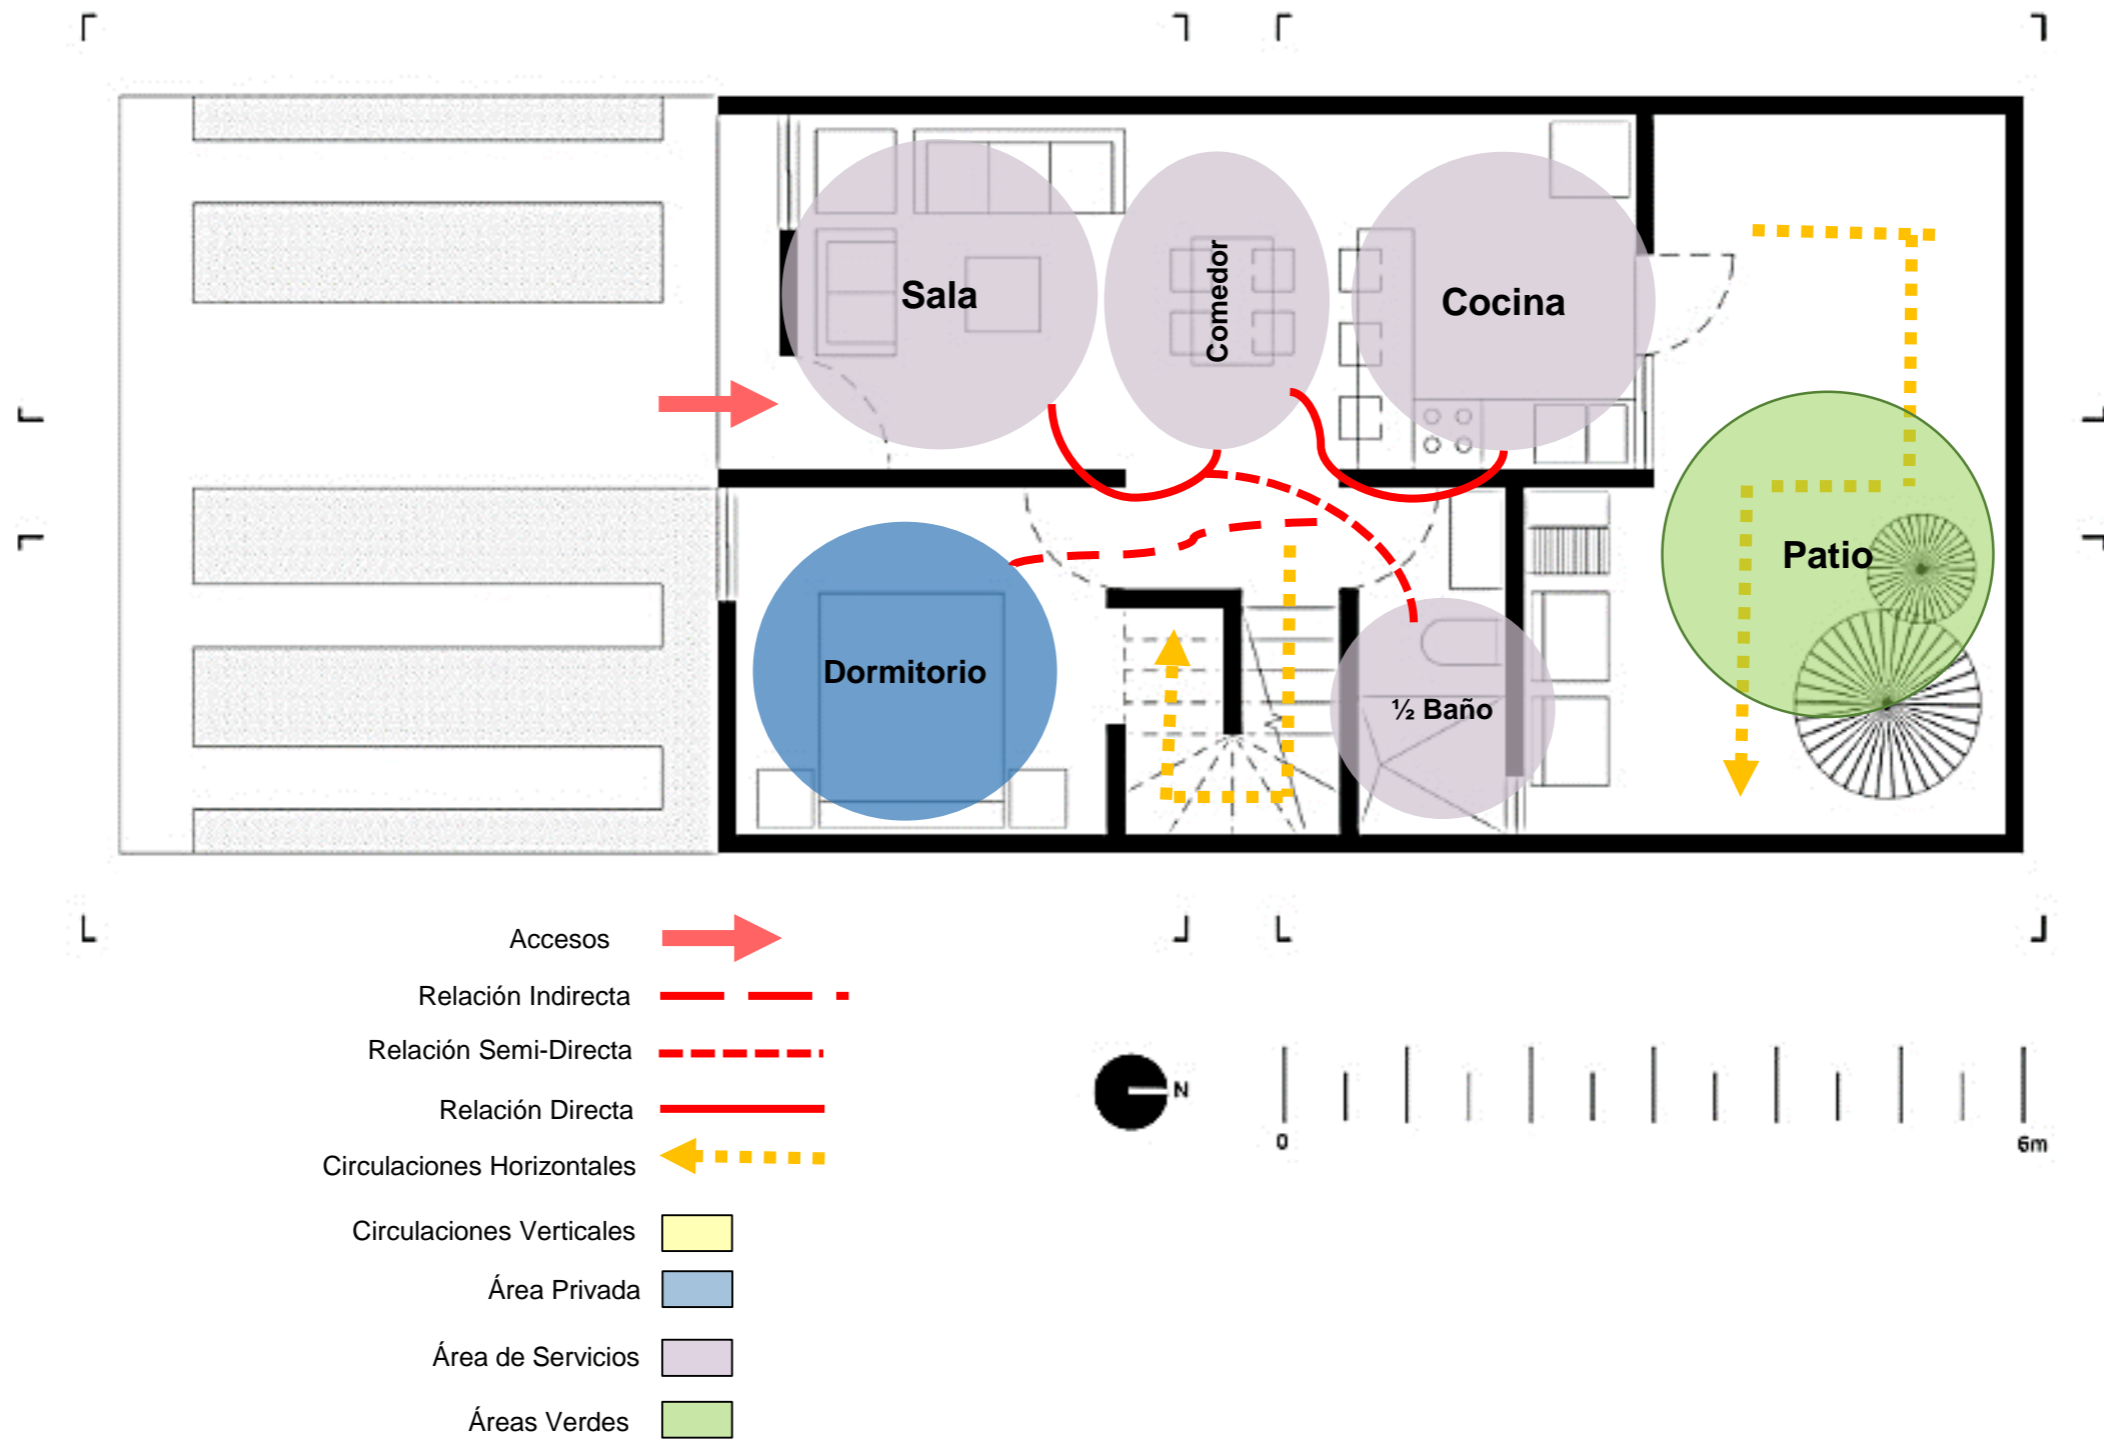 Sala
Comedor
Cocina
Patio
Dormitorio
½ Baño
Accesos
Relación Indirecta
Relación Semi-Directa
Relación Directa
Circulaciones Horizontales
Circulaciones Verticales
Área Privada
Área de Servicios
Áreas Verdes
N
0
6m